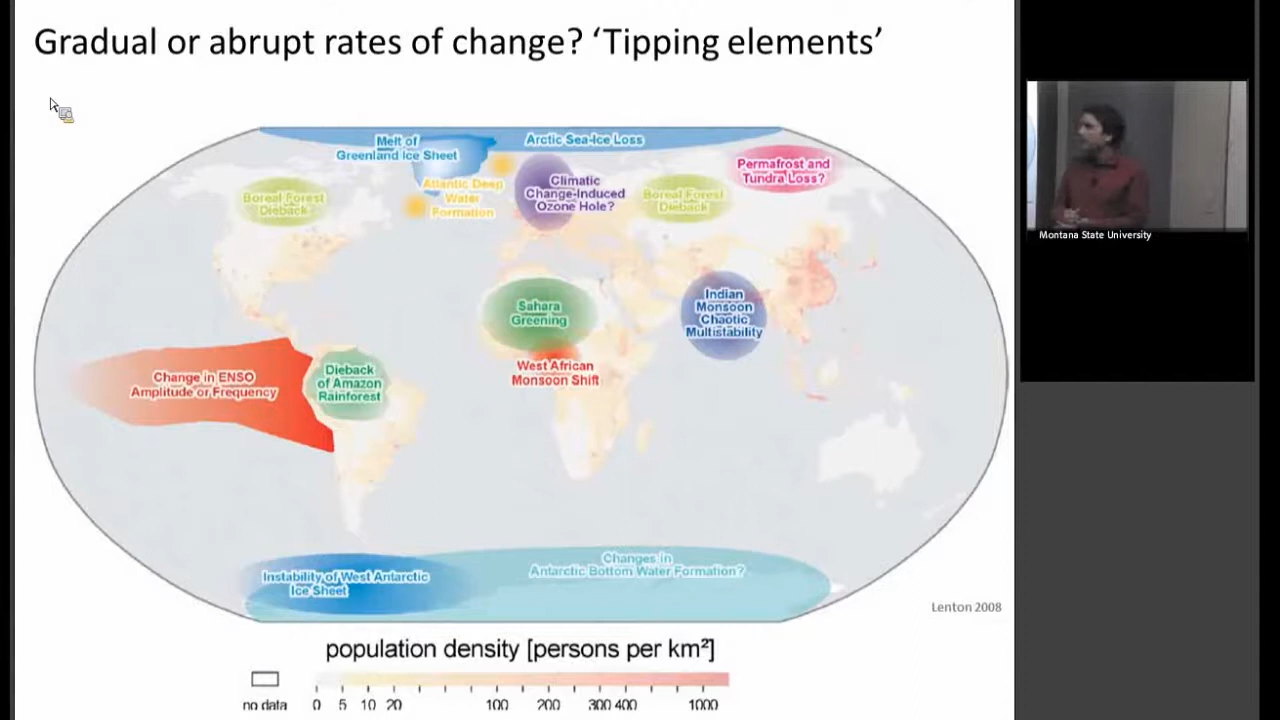 Gradual or abrupt rates of change? ‘Tipping elements’
Melt of
Greenland Ice Sheet
Arctic Sea-Ice Loss
Atlantic Deep
Water
Formation
Climatic
Change-Induced
Ozone Hole?
Permafrost and
Tundra Loss?
Boreal Forest
Dieback
Boreal Forest
Dieback
Sahara
Greening
Indian
Monsoon
Chaotic
Multistability
West African
Monsoon Shift
Change in ENSO
Amplitude or Frequency
Dieback
of Amazon
Rainforest
Instability of West Antarctic
Ice Sheet
Changes in
Antarctic Bottom Water Formation?
Lenton 2008
population density [persons per km²]
no data 0 5 10 20 100 200 300 400 1000
Montana State University